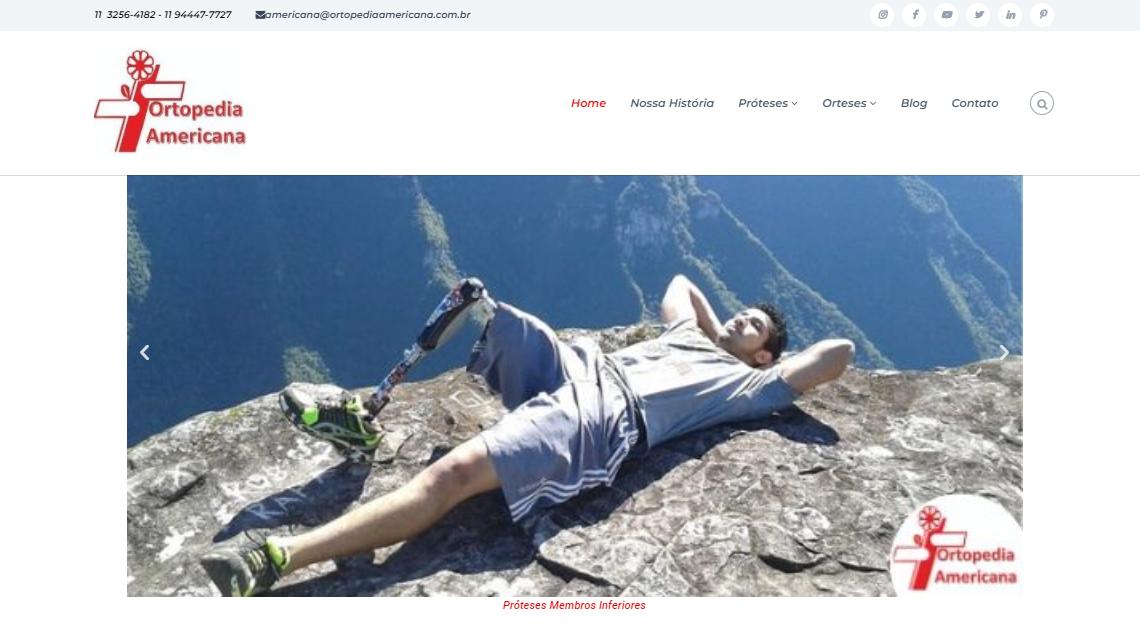 11 3256-4182 - 11 94447-7727
americana@ortopediaamericana.com.br
Ortopedia
Americana
Home
Nossa História
Próteses
Orteses
Blog
Contato
Ortopedia
Americana
Próteses Membros Inferiores